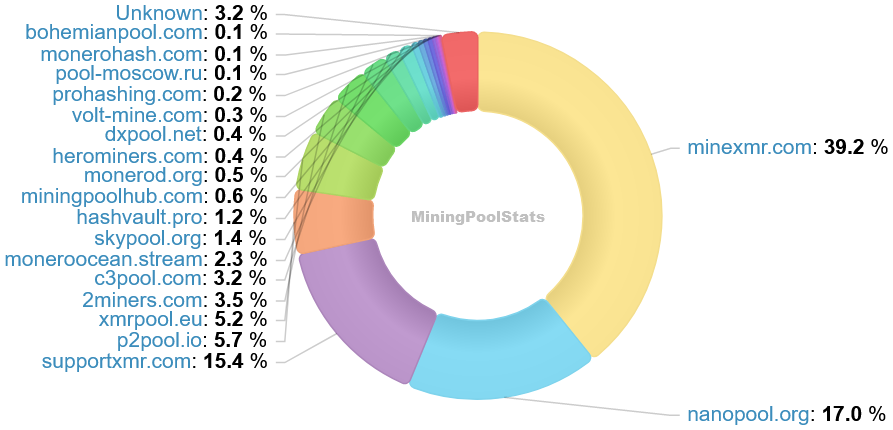 Unknown: 3.2 %
bohemianpool.com: 0.1 %
monerohash.com: 0.1 %
pool-moscow.ru: 0.1 %
prohashing.com: 0.2 %
volt-mine.com: 0.3 %
dxpool.net: 0.4 %
herominers.com: 0.4 %
monerod.org: 0.5 %
miningpoolhub.com: 0.6 %
hashvault.pro: 1.2 %
skypool.org: 1.4 %
moneroocean.stream: 2.3 %
c3pool.com: 3.2 %
2miners.com: 3.5 %
xmrpool.eu: 5.2 %
p2pool.io: 5.7 %
supportxmr.com: 15.4 %
MiningPoolStats
minexmr.com: 39.2 %
nanopool.org: 17.0 %